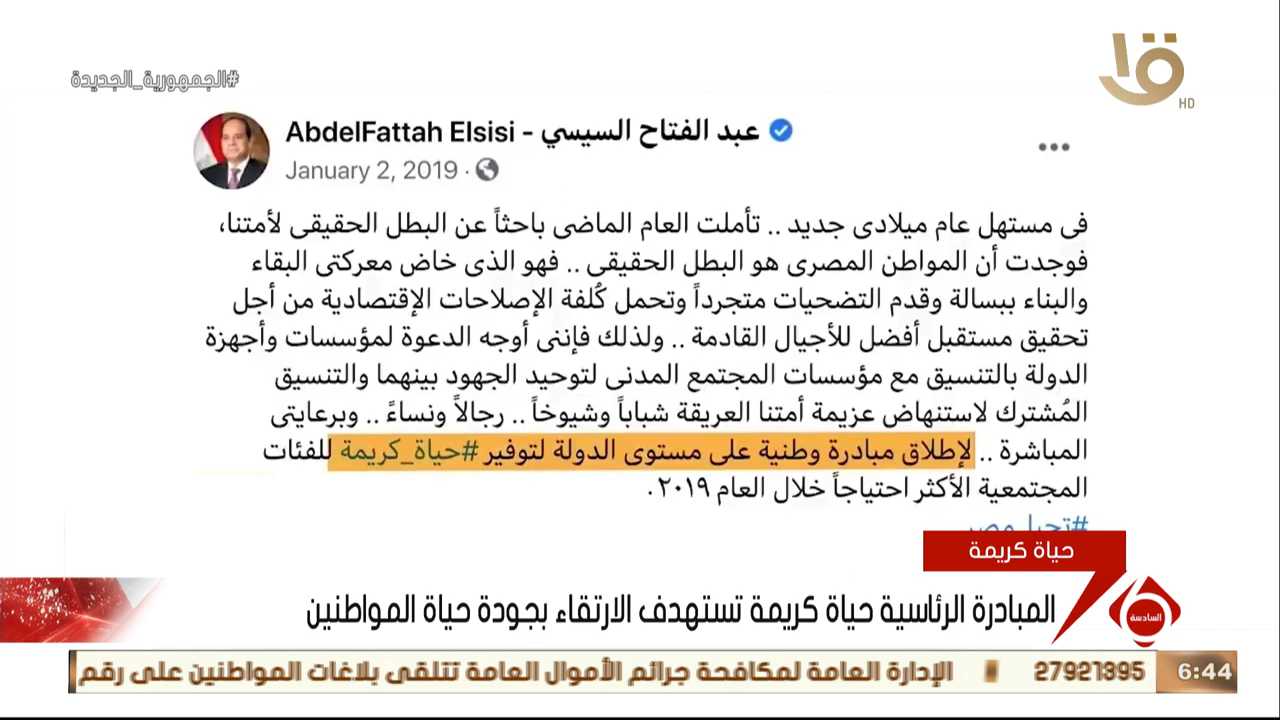 #الجمهورية_الجديدة
HD
AbdelFattah Elsisi - عبد الفتاح السيسي
January 2, 2019
فى مستهل عام ميلادى جديد .. تأملت العام الماضى باحثاً عن البطل الحقيقى لأمتنا،
فوجدت أن المواطن المصرى هو البطل الحقيقى .. فهو الذى خاض معركتى البقاء
والبناء ببسالة وقدم التضحيات متجرداً وتحمل كُلفة الإصلاحات الإقتصادية من أجل
تحقيق مستقبل أفضل للأجيال القادمة .. ولذلك فإننى أوجه الدعوة لمؤسسات وأجهزة
الدولة بالتنسيق مع مؤسسات المجتمع المدنى لتوحيد الجهود بينهما والتنسيق
المُشترك لاستنهاض عزيمة أمتنا العريقة شباباً وشيوخاً .. رجالاً ونساءً .. وبرعايتى
المباشرة .. لإطلاق مبادرة وطنية على مستوى الدولة لتوفير #حياة_كريمة للفئات
المجتمعية الأكثر احتياجاً خلال العام ٢٠١٩.
حياة كريمة
المبادرة الرئاسية حياة كريمة تستهدف الارتقاء بجودة حياة المواطنين
السادسة
الإدارة العامة لمكافحة جرائم الأموال العامة تتلقى بلاغات المواطنين على رقم
27921395
6:44